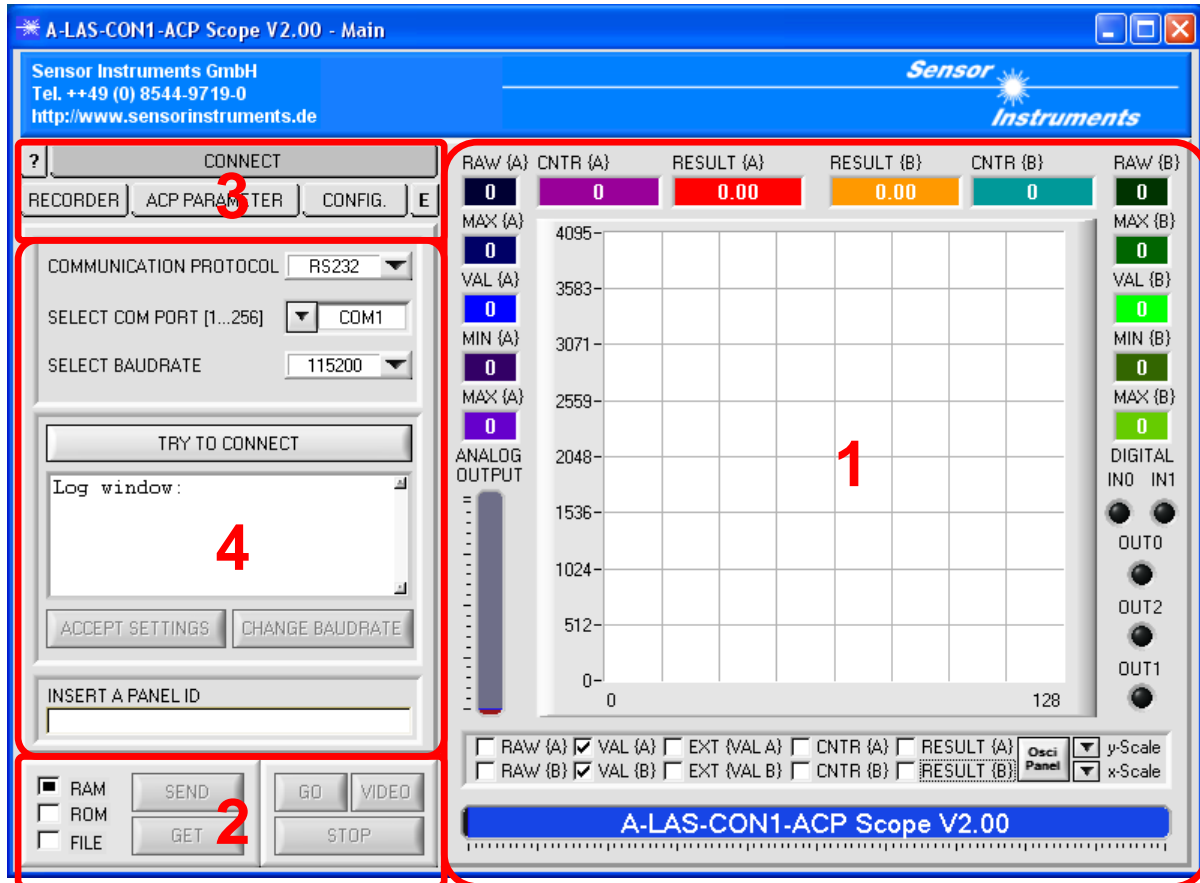 A-LAS-CON1-ACP Scope V2.00 - Main
Sensor Instruments GmbH
Tel. ++49 (0) 8544-9719-0
http://www.sensorinstruments.de
Sensor
Instruments
? CONNECT
RECORDER ACP PARAMETER CONFIG. E
3
COMMUNICATION PROTOCOL RS232
SELECT COM PORT [1...256] COM1
SELECT BAUDRATE 115200
TRY TO CONNECT
Log window:
4
ACCEPT SETTINGS CHANGE BAUDRATE
INSERT A PANEL ID
RAM
ROM
FILE
SEND
GET
2
GO VIDEO
STOP
RAW {A} CNTR {A} RESULT {A} RESULT {B} CNTR {B} RAW {B}
0 0 0.00 0.00 0 0
MAX {A}
0
VAL {A}
0
MIN {A}
0
MAX {A}
0
ANALOG
OUTPUT
4095
3583
3071
2559
2048
1536
1024
512
0
0 128
1
MAX {B}
0
VAL {B}
0
MIN {B}
0
MAX {B}
0
DIGITAL
IN0 IN1
OUT0
OUT2
OUT1
RAW {A} VAL {A} EXT {VAL A} CNTR {A} RESULT {A}
RAW {B} VAL {B} EXT {VAL B} CNTR {B} RESULT {B}
Osci
Panel
y-Scale
x-Scale
A-LAS-CON1-ACP Scope V2.00